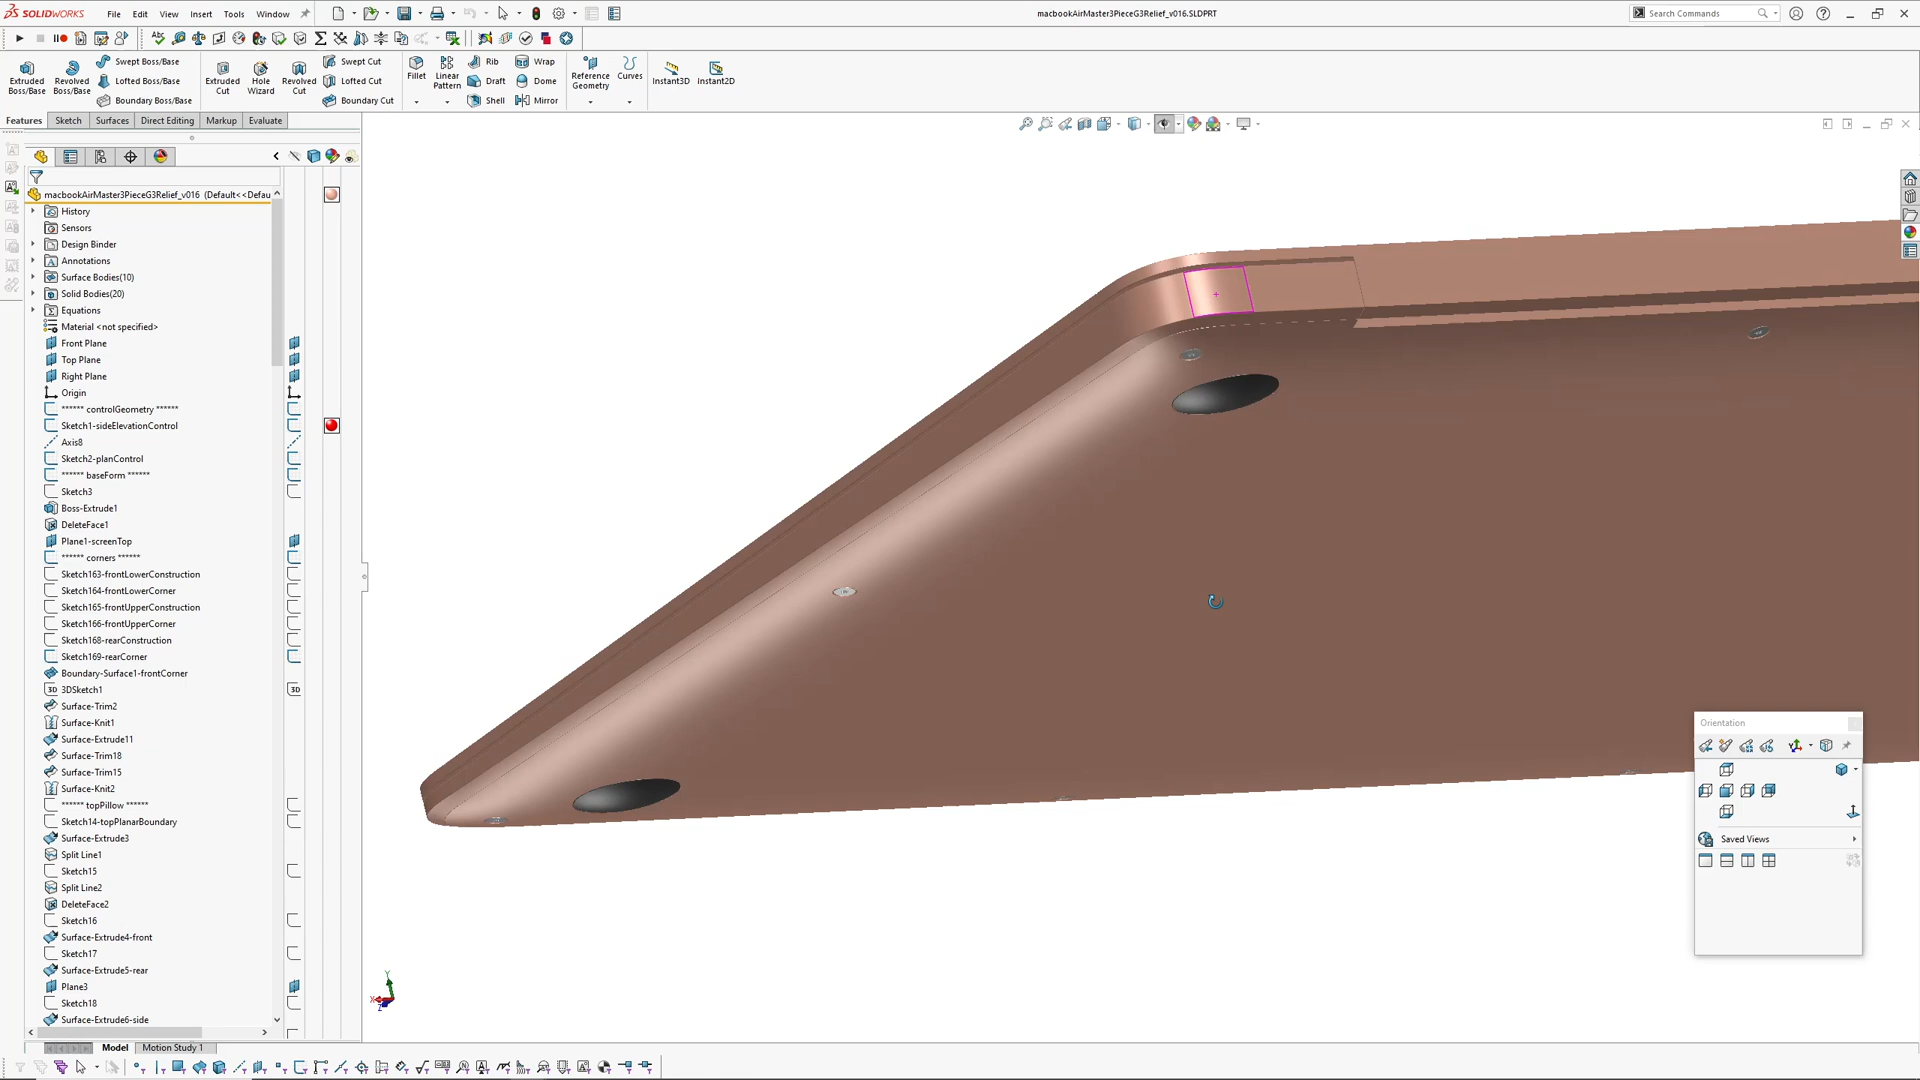 SOLIDWORKS File Edit View Insert Tools Window macbookAirMaster3PieceG3Relief_v016.SLDPRT Search Commands
Extruded Boss/Base
Revolved Boss/Base
Swept Boss/Base
Lofted Boss/Base
Boundary Boss/Base
Extruded Cut
Hole Wizard
Revolved Cut
Swept Cut
Lofted Cut
Boundary Cut
Fillet
Linear Pattern
Rib
Draft
Shell
Wrap
Dome
Mirror
Reference Geometry
Curves
Instant3D
Instant2D
Features Sketch Surfaces Direct Editing Markup Evaluate
macbookAirMaster3PieceG3Relief_v016 (Default<<Defau
History
Sensors
Design Binder
Annotations
Surface Bodies(10)
Solid Bodies(20)
Equations
Material <not specified>
Front Plane
Top Plane
Right Plane
Origin
****** controlGeometry ******
Sketch1-sideElevationControl
Axis8
Sketch2-planControl
****** baseForm ******
Sketch3
Boss-Extrude1
DeleteFace1
Plane1-screenTop
****** corners ******
Sketch163-frontLowerConstruction
Sketch164-frontLowerCorner
Sketch165-frontUpperConstruction
Sketch166-frontUpperCorner
Sketch168-rearConstruction
Sketch169-rearCorner
Boundary-Surface1-frontCorner
3D 3DSketch1 3D
Surface-Trim2
Surface-Knit1
Surface-Extrude11
Surface-Trim18
Surface-Trim15
Surface-Knit2
****** topPillow ******
Sketch14-topPlanarBoundary
Surface-Extrude3
Split Line1
Sketch15
Split Line2
DeleteFace2
Sketch16
Surface-Extrude4-front
Sketch17
Surface-Extrude5-rear
Plane3
Sketch18
Surface-Extrude6-side
Orientation
Saved Views
Y
X
Z
Model Motion Study 1